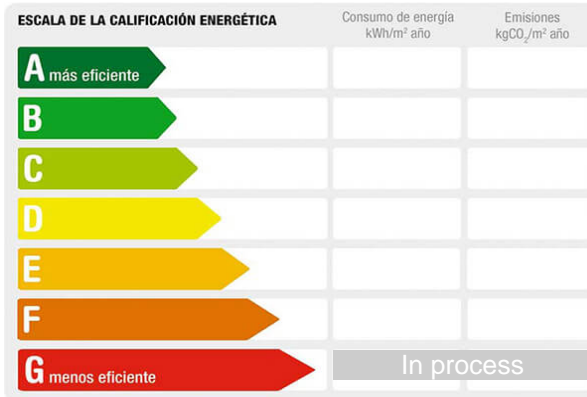 ESCALA DE LA CALIFICACIÓN ENERGÉTICA
Consumo de energía
kWh/m² año
Emisiones
kgCO₂/m² año
A más eficiente
B
C
D
E
F
G menos eficiente
In process